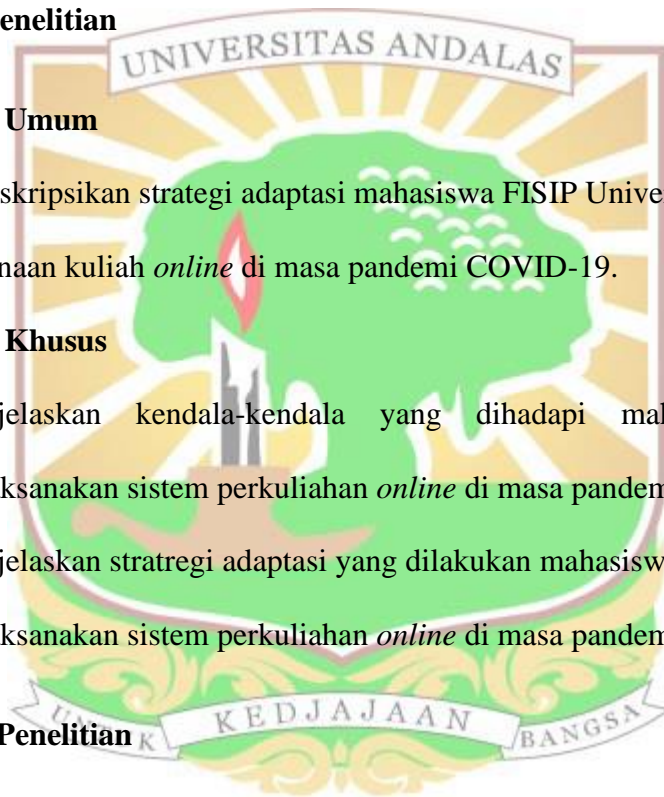 enelitian
UNIVERSITAS ANDALAS
Umum
skripsikan strategi adaptasi mahasiswa FISIP Unive
naan kuliah online di masa pandemi COVID-19.
Khusus
jelaskan kendala-kendala yang dihadapi mah
ksanakan sistem perkuliahan online di masa pandem
jelaskan stratregi adaptasi yang dilakukan mahasisw
ksanakan sistem perkuliahan online di masa pandem
UNTUK KEDJAJAAN BANGSA
Penelitian